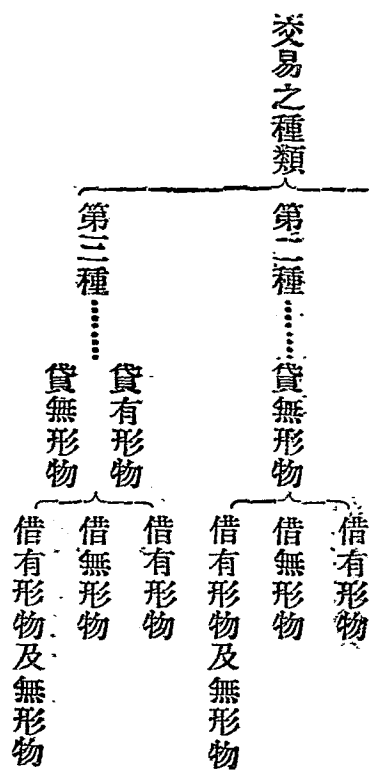 交易之種類
第二種……貸無形物
借有形物
借無形物
借有形物及無形物
第三種……
貸有形物
貸無形物
借有形物
借無形物
借有形物及無形物